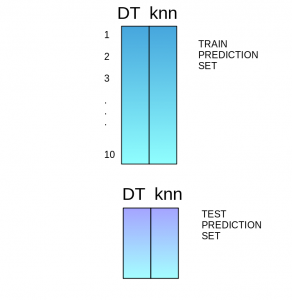 DT knn
1
2
3
.
.
.
10
TRAIN
PREDICTION
SET
DT knn
TEST
PREDICTION
SET